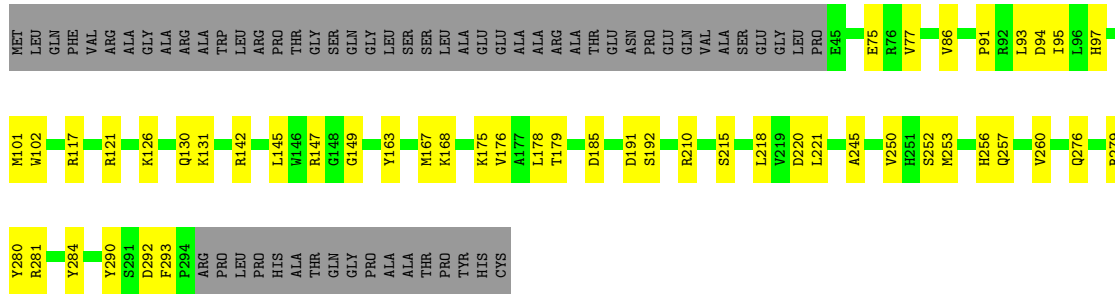 MET LEU GLN PHE VAL ARG ALA GLY ALA ARG ALA TRP LEU ARG PRO THR GLY SER GLN GLY LEU SER SER LEU ALA GLU GLU ALA ALA ARG ALA THR GLU ASN PRO GLU GLN VAL ALA SER GLU GLY LEU PRO E45 E75 R76 V77 V86 P91 R92 L93 D94 I95 L96 H97
M101 W102 R117 R121 K126 Q130 K131 R142 L145 W146 R147 G148 G149 Y163 M167 K168 K175 V176 A177 L178 T179 D185 D191 S192 R210 S215 L218 V219 D220 L221 A245 V250 H251 S252 M253 H256 Q257 V260 Q276
Y280 R281 Y284 Y290 S291 D292 F293 P294 ARG PRO LEU PRO HIS ALA THR GLN GLY PRO ALA ALA THR PRO TYR HIS CYS